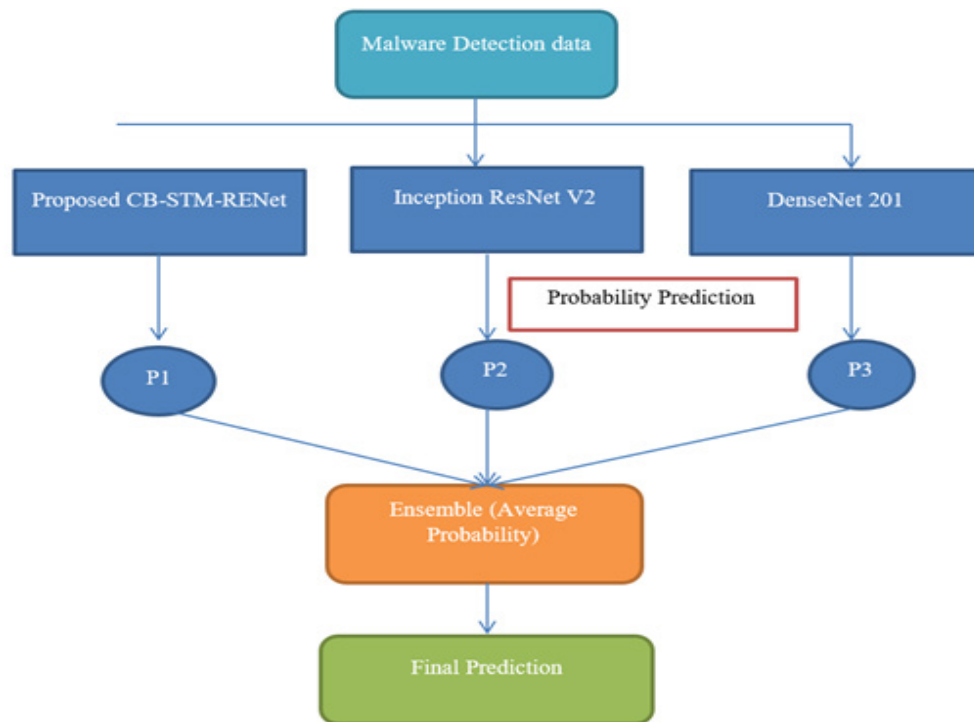 Malware Detection data
Proposed CB-STM-RENet
Inception ResNet V2
DenseNet 201
Probability Prediction
P1
P2
P3
Ensemble (Average
Probability)
Final Prediction